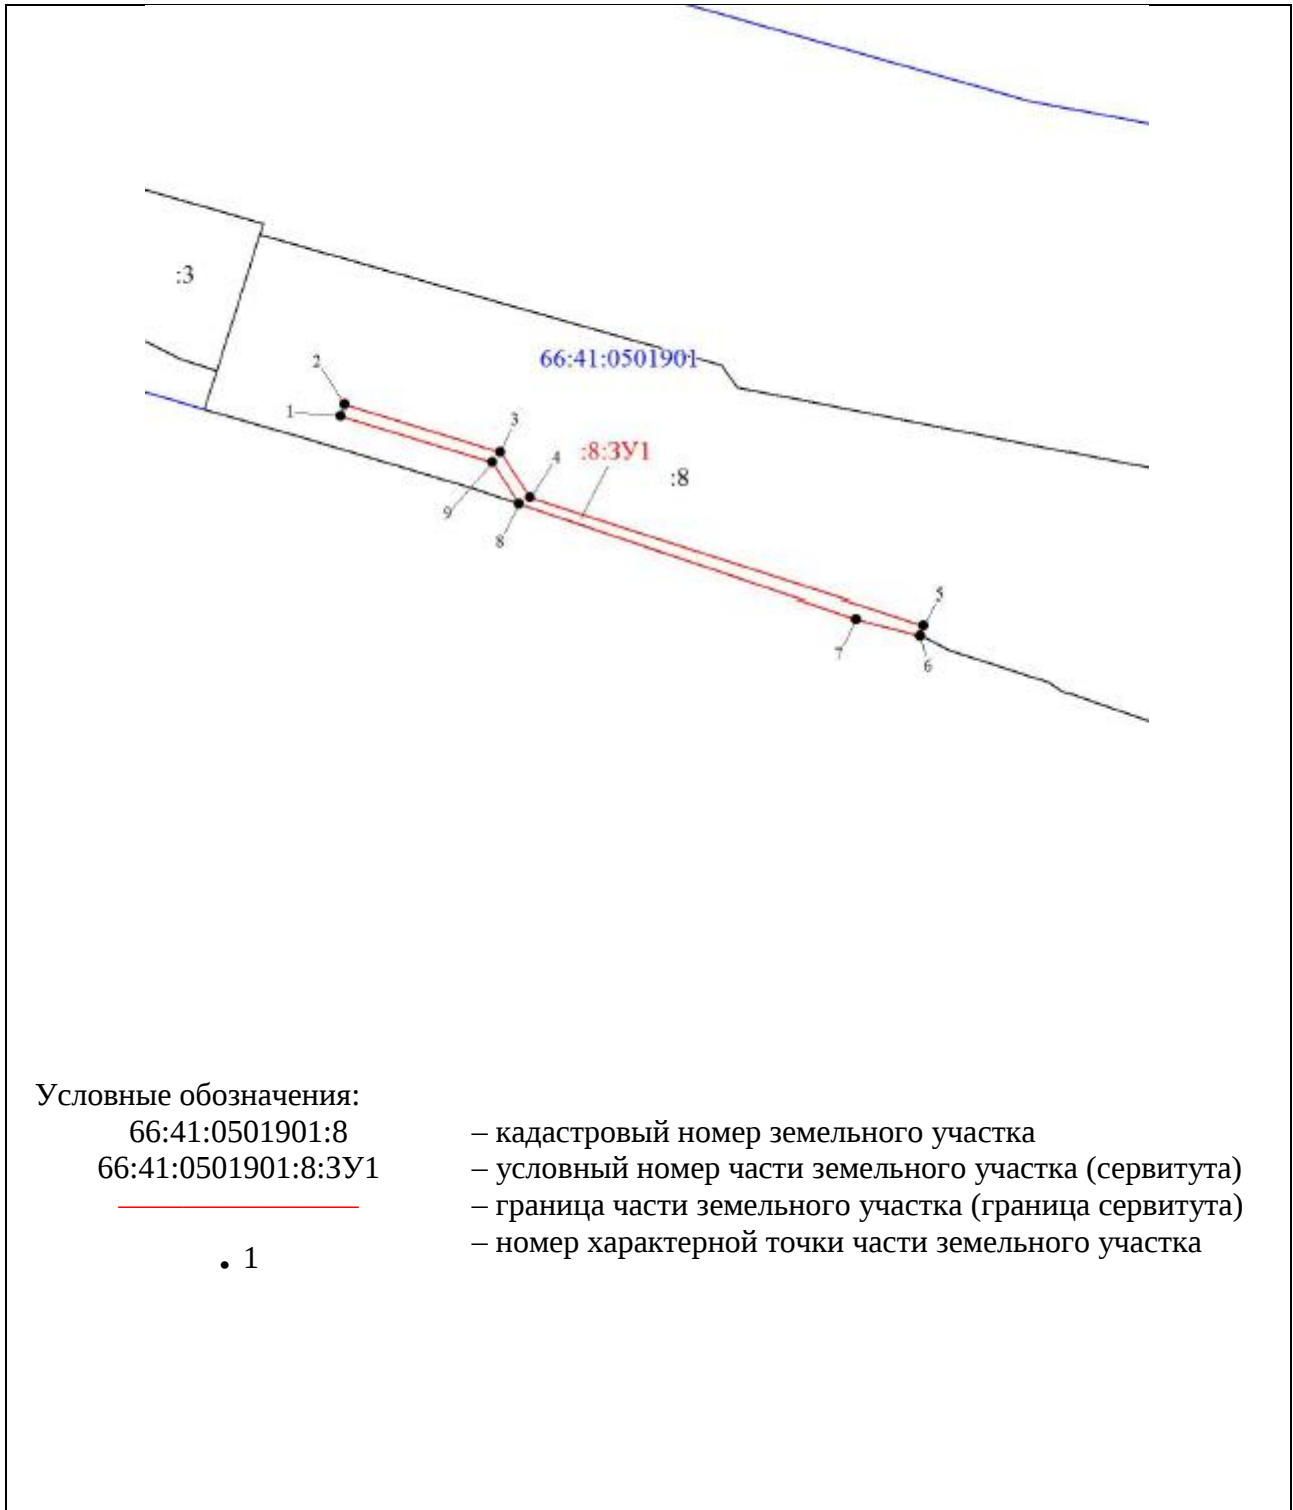 :3
66:41:0501901
2
1
3
4
:8:ЗУ1
:8
9
8
5
7
6
Условные обозначения:
66:41:0501901:8 – кадастровый номер земельного участка
66:41:0501901:8:ЗУ1 – условный номер части земельного участка (сервитута)
– граница части земельного участка (граница сервитута)
– номер характерной точки части земельного участка
. 1